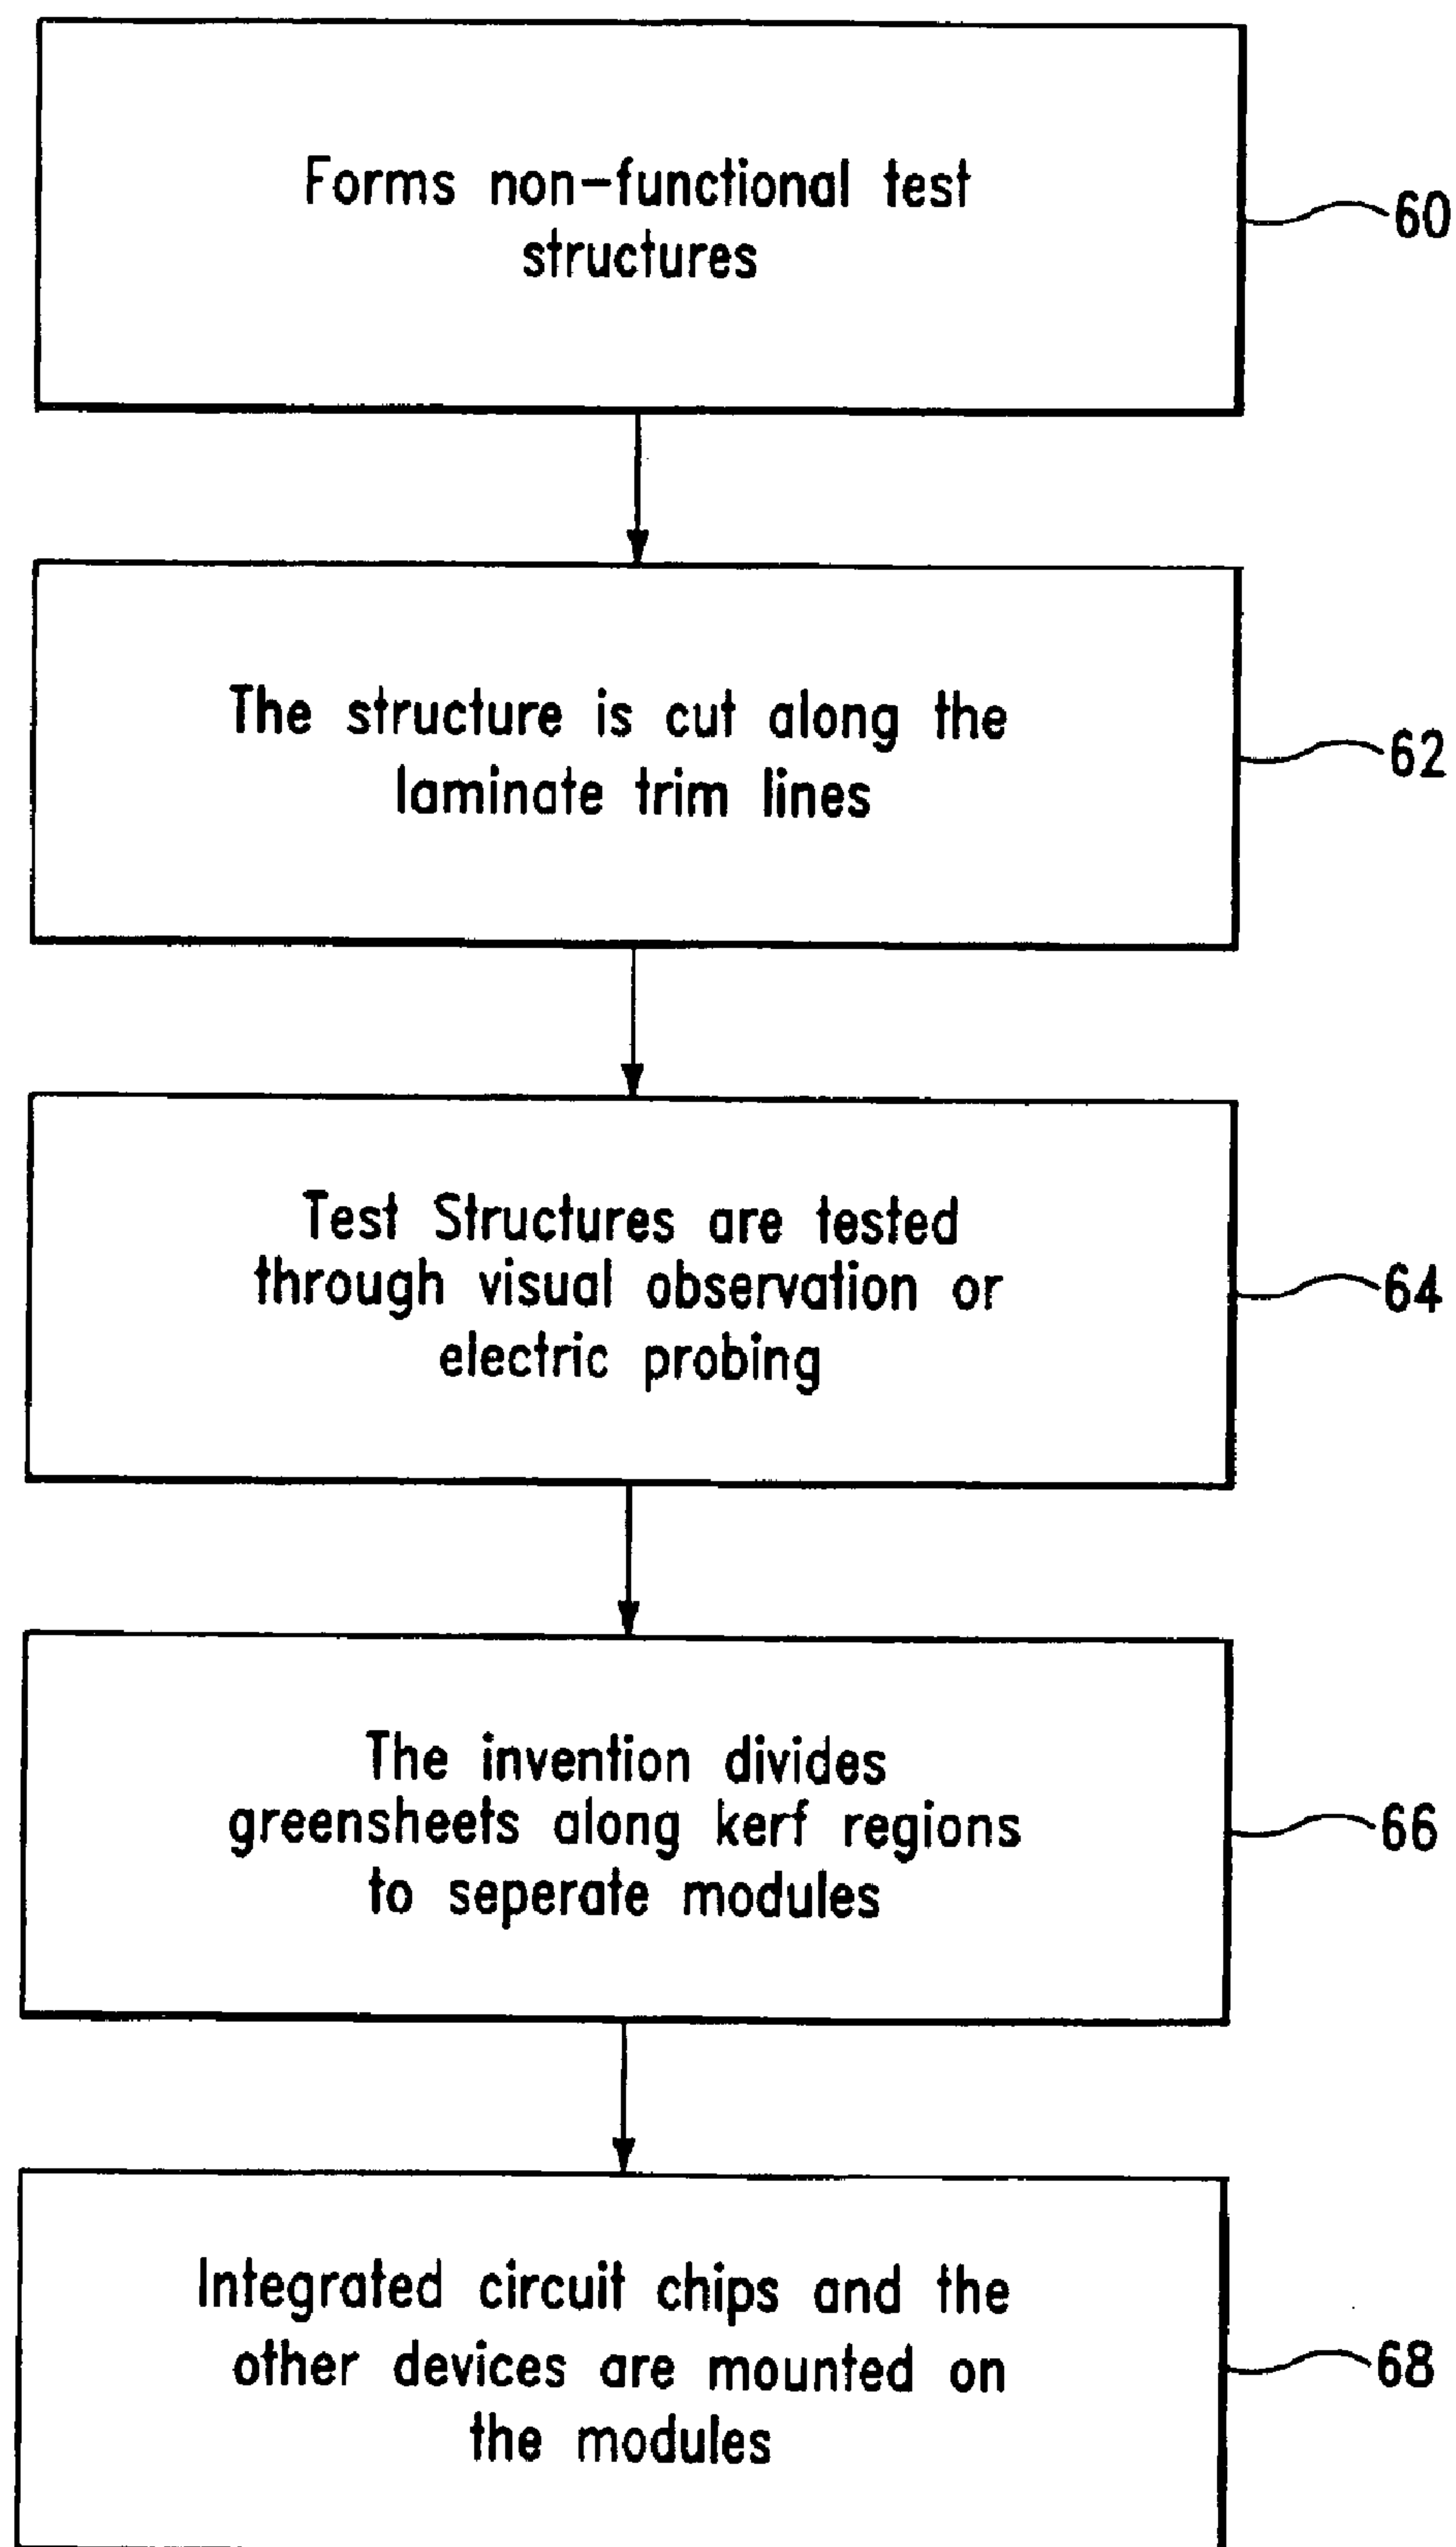 Forms non-functional test
structures
60
The structure is cut along the
laminate trim lines
62
Test Structures are tested
through visual observation or
electric probing
64
The invention divides
greensheets along kerf regions
to seperate modules
66
Integrated circuit chips and the
other devices are mounted on
the modules
68